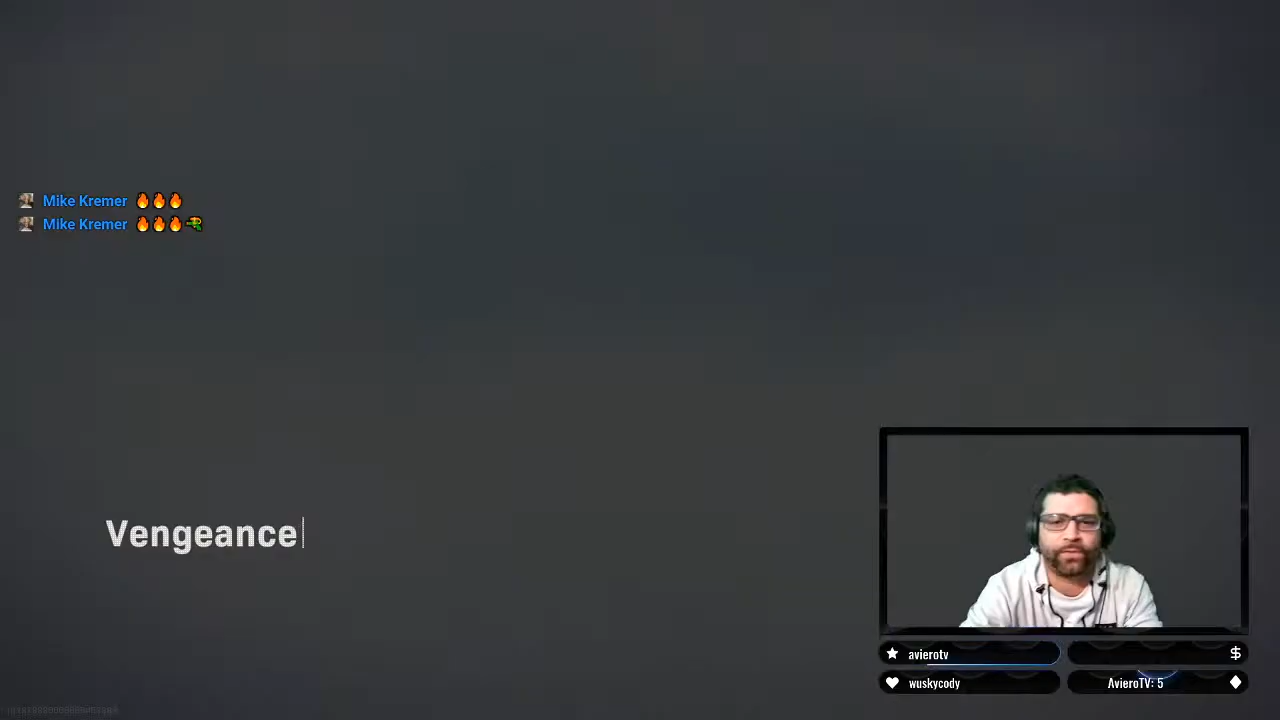 Mike Kremer 🔥🔥🔥
Mike Kremer 🔥🔥🔥🔫
Vengeance
avierotv
$
wuskycody
AvieroTV: 5